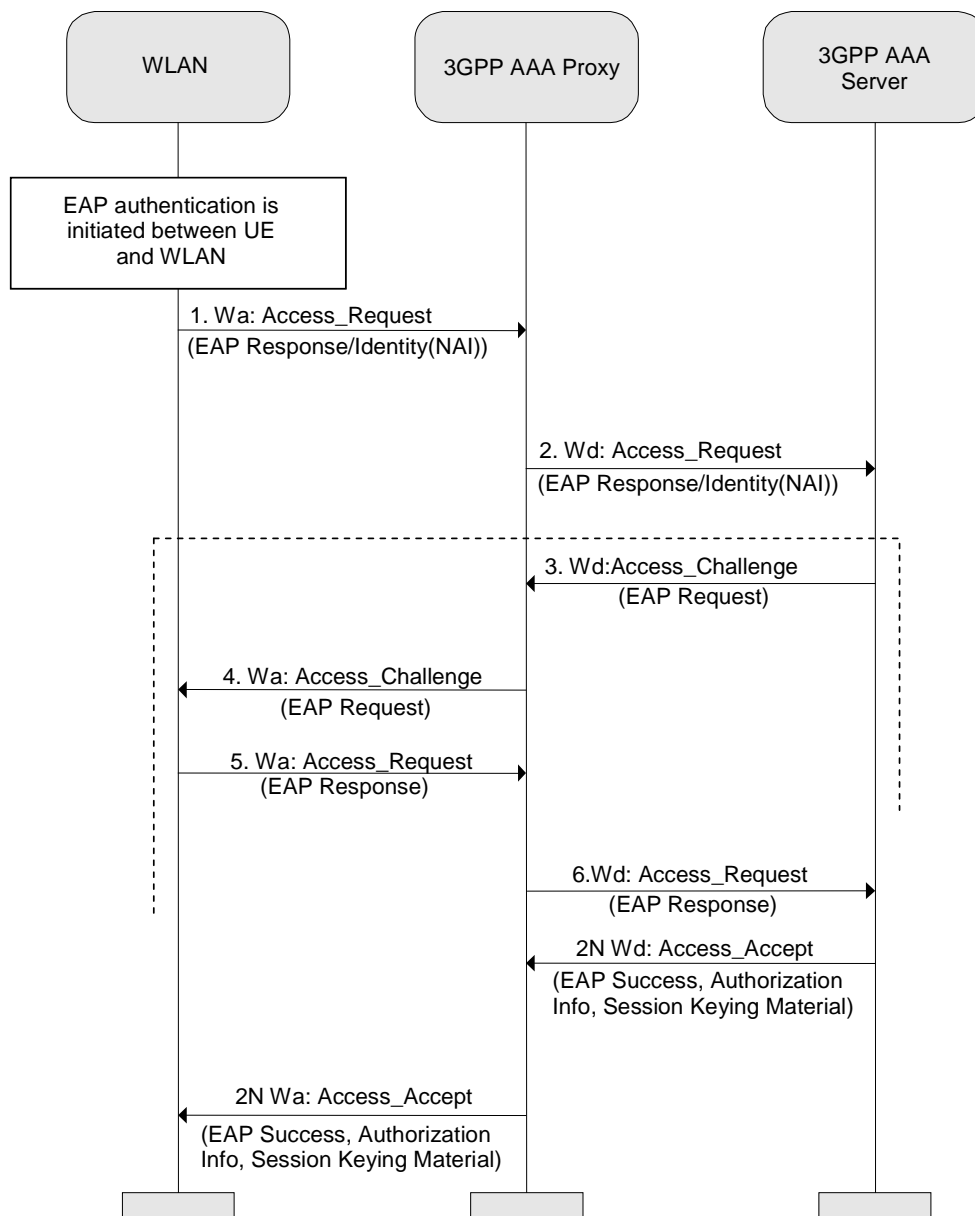 WLAN
3GPP AAA Proxy
3GPP AAA
Server
EAP authentication is
initiated between UE
and WLAN
1. Wa: Access_Request
(EAP Response/Identity(NAI))
2. Wd: Access_Request
(EAP Response/Identity(NAI))
3. Wd:Access_Challenge
(EAP Request)
4. Wa: Access_Challenge
(EAP Request)
5. Wa: Access_Request
(EAP Response)
6.Wd: Access_Request
(EAP Response)
2N Wd: Access_Accept
(EAP Success, Authorization
Info, Session Keying Material)
2N Wa: Access_Accept
(EAP Success, Authorization
Info, Session Keying Material)